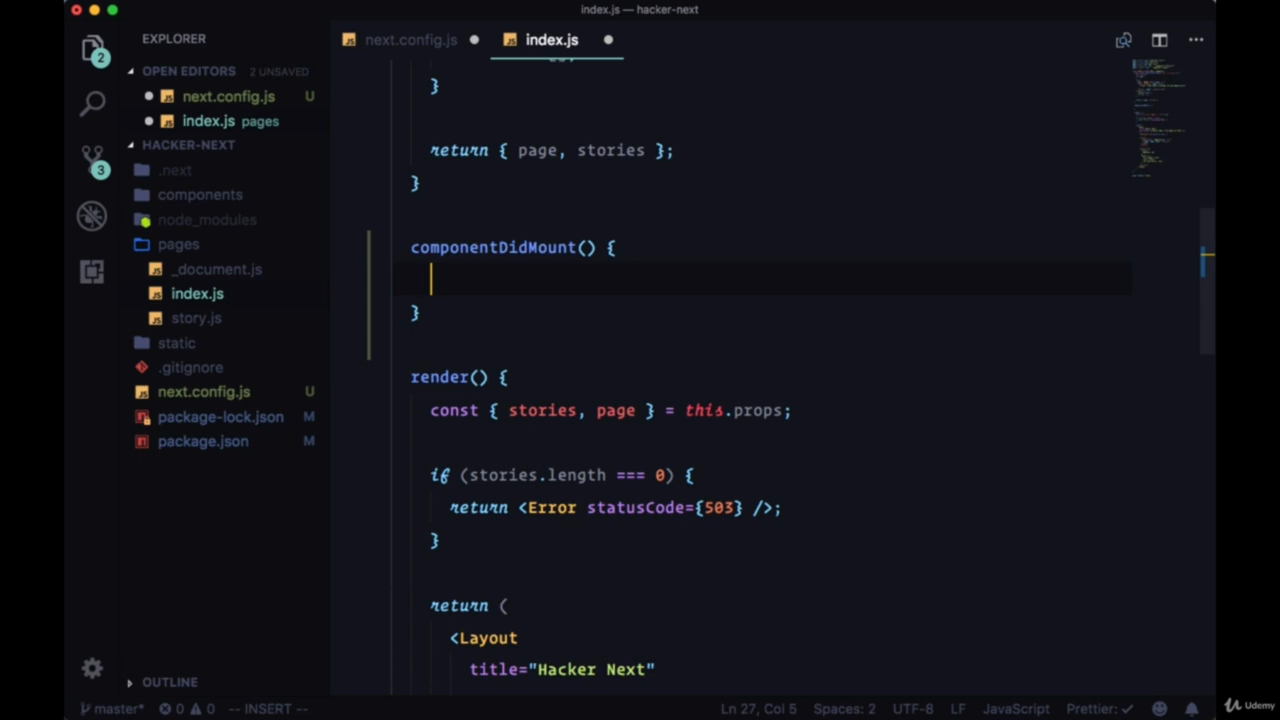 index.js — hacker-next
EXPLORER
OPEN EDITORS 2 UNSAVED
next.config.js U
index.js pages
HACKER-NEXT
.next
components
node_modules
pages
_document.js
index.js
story.js
static
.gitignore
next.config.js U
package-lock.json M
package.json M
OUTLINE
2
3
next.config.js
index.js
}
return { page, stories };
}
componentDidMount() {
}
render() {
const { stories, page } = this.props;
if (stories.length === 0) {
return <Error statusCode={503} />;
}
return (
<Layout
title="Hacker Next"
master* 0 0 -- INSERT -- Ln 27, Col 5 Spaces: 2 UTF-8 LF JavaScript Prettier: ✓
Udemy